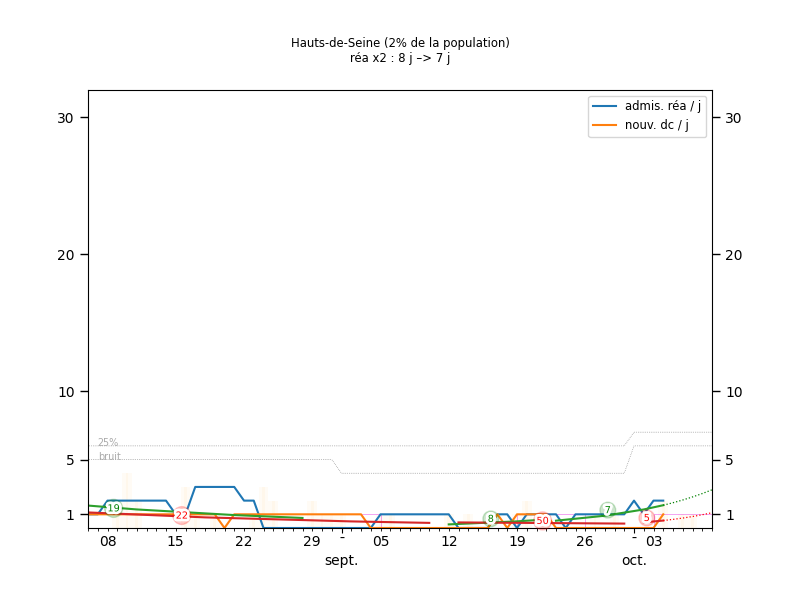 Hauts-de-Seine (2% de la population)
réa x2 : 8 j –> 7 j
admis. réa / j
nouv. dc / j
30 30
20 20
10 10
5 5
1 1
25%
bruit
19 22 8 50 7 5
08 15 22 29 - 05 12 19 26 - 03
sept. oct.